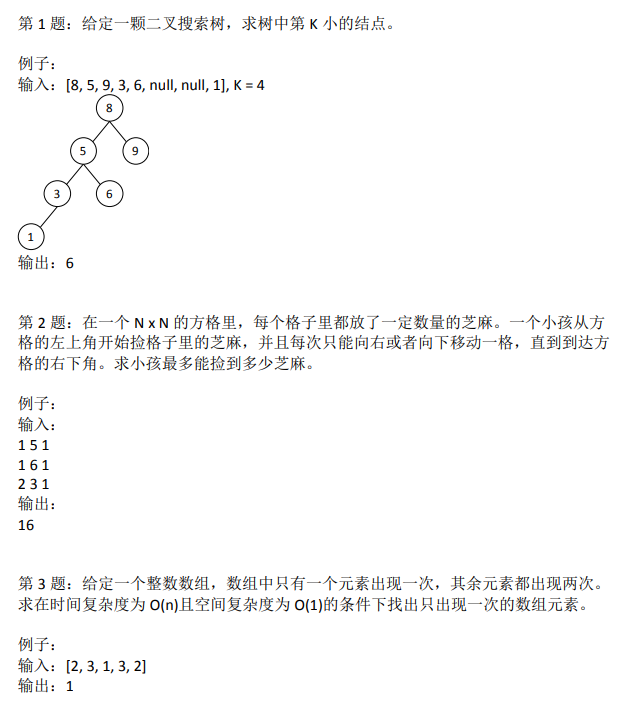 第 1 题：给定一颗二叉搜索树，求树中第 K 小的结点。
例子：
输入：[8, 5, 9, 3, 6, null, null, 1], K = 4
8
5
9
3
6
1
输出：6
第 2 题：在一个 N x N 的方格里，每个格子里都放了一定数量的芝麻。一个小孩从方
格的左上角开始捡格子里的芝麻，并且每次只能向右或者向下移动一格，直到到达方
格的右下角。求小孩最多能捡到多少芝麻。
例子：
输入：
1 5 1
1 6 1
2 3 1
输出：
16
第 3 题：给定一个整数数组，数组中只有一个元素出现一次，其余元素都出现两次。
求在时间复杂度为 O(n)且空间复杂度为 O(1)的条件下找出只出现一次的数组元素。
例子：
输入：[2, 3, 1, 3, 2]
输出：1